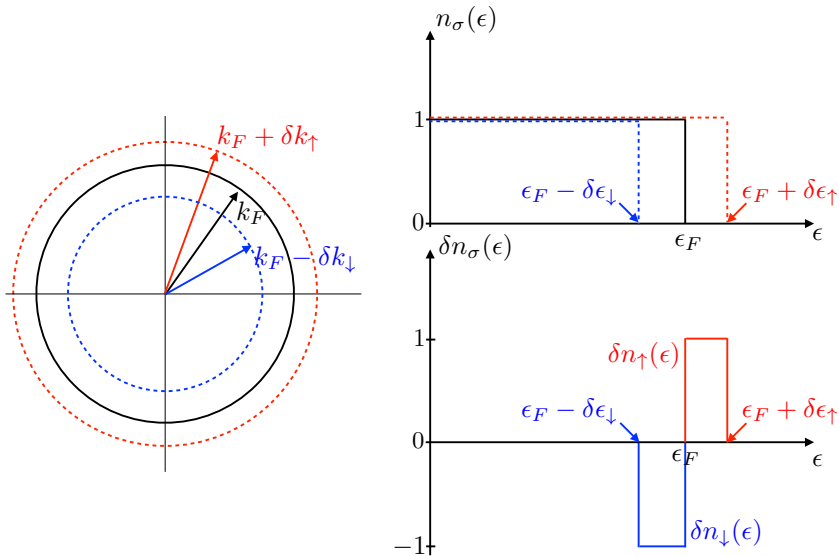 k_F + δk_↑
k_F
k_F − δk_↓
n_σ(ϵ)
1
ϵ_F − δϵ_↓
ϵ_F + δϵ_↑
0
ϵ_F
ϵ
δn_σ(ϵ)
1
δn_↑(ϵ)
ϵ_F − δϵ_↓
ϵ_F + δϵ_↑
0
ϵ_F
ϵ
−1
δn_↓(ϵ)